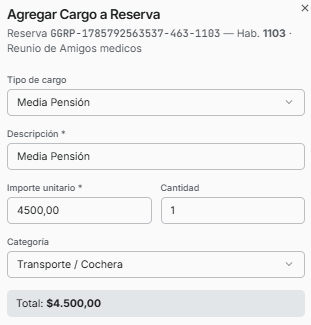 Agregar Cargo a Reserva
Reserva GGRP-1785792563537-463-1103 — Hab. 1103 ·
Reunio de Amigos medicos
Tipo de cargo
Media Pensión
Descripción *
Media Pensión
Importe unitario *
Cantidad
4500,00
1
Categoría
Transporte / Cochera
Total: $4.500,00